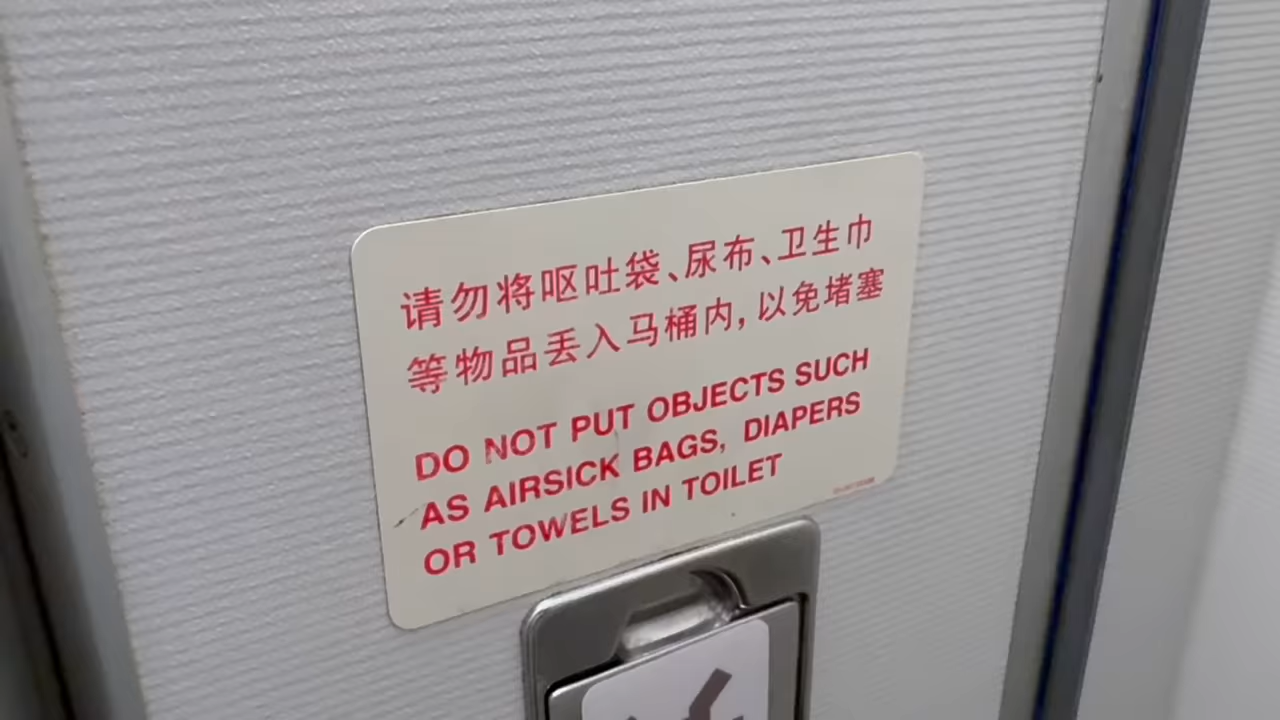 请勿将呕吐袋、尿布、卫生巾
等物品丢入马桶内，以免堵塞
DO NOT PUT OBJECTS SUCH
AS AIRSICK BAGS, DIAPERS
OR TOWELS IN TOILET